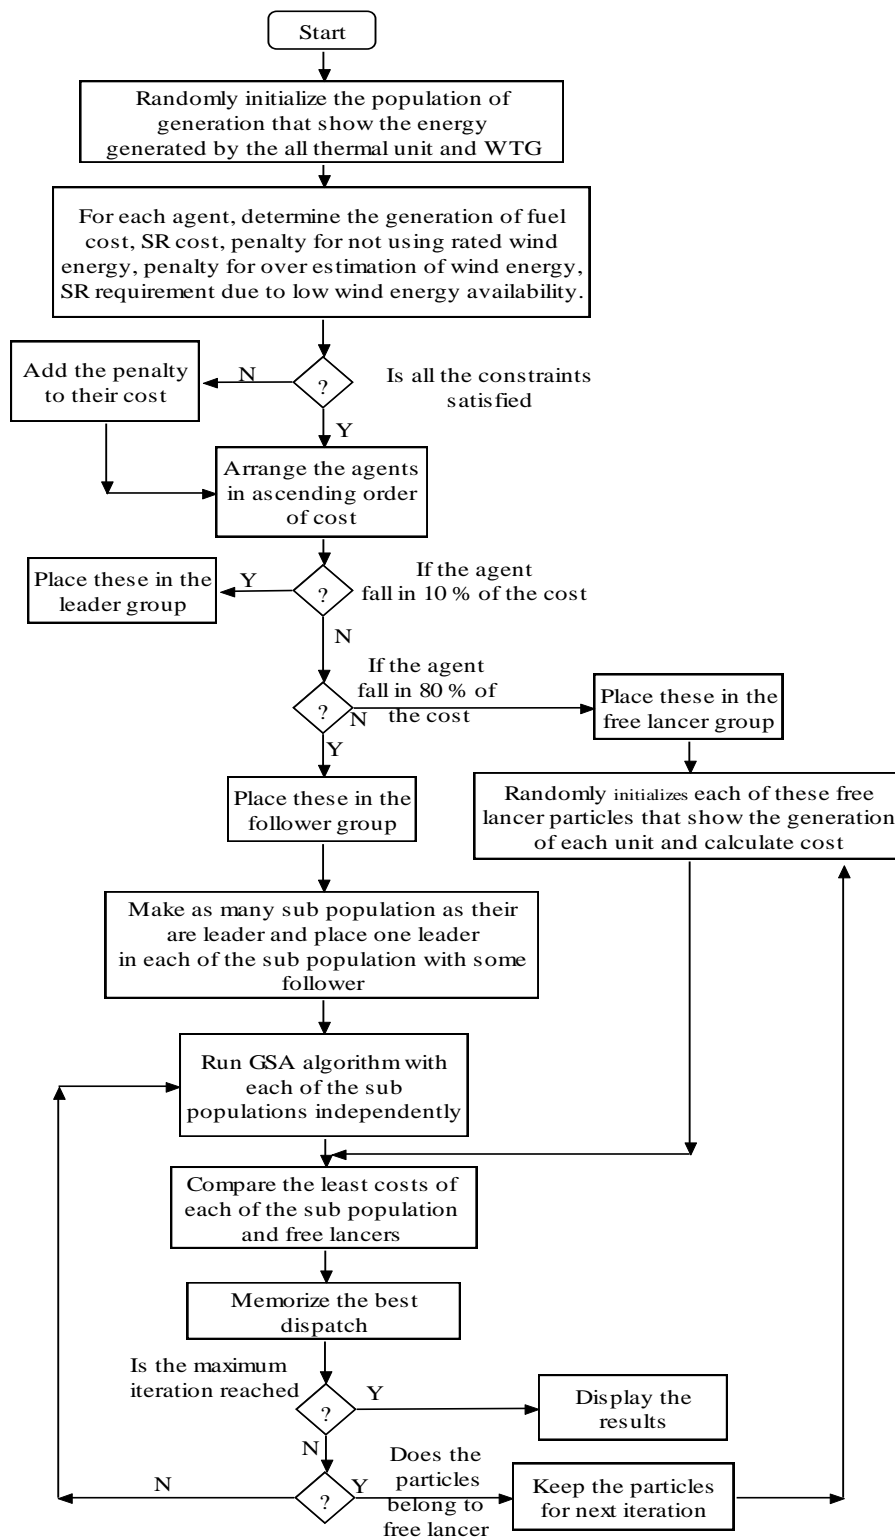 Start
Randomly initialize the population of
generation that show the energy
generated by the all thermal unit and WTG
For each agent, determine the generation of fuel
cost, SR cost, penalty for not using rated wind
energy, penalty for over estimation of wind energy,
SR requirement due to low wind energy availability.
Add the penalty
to their cost
N
?
Is all the constraints
satisfied
Y
Arrange the agents
in ascending order
of cost
Place these in the
leader group
Y
?
If the agent
fall in 10 % of the cost
N
If the agent
fall in 80 % of
the cost
?
N
Place these in the
free lancer group
Y
Place these in the
follower group
Randomly initializes each of these free
lancer particles that show the generation
of each unit and calculate cost
Make as many sub population as their
are leader and place one leader
in each of the sub population with some
follower
Run GSA algorithm with
each of the sub
populations independently
Compare the least costs of
each of the sub population
and free lancers
Memorize the best
dispatch
Is the maximum
iteration reached
?
Y
Display the
results
N
N
?
Y
Does the
particles
belong to
free lancer
Keep the particles
for next iteration